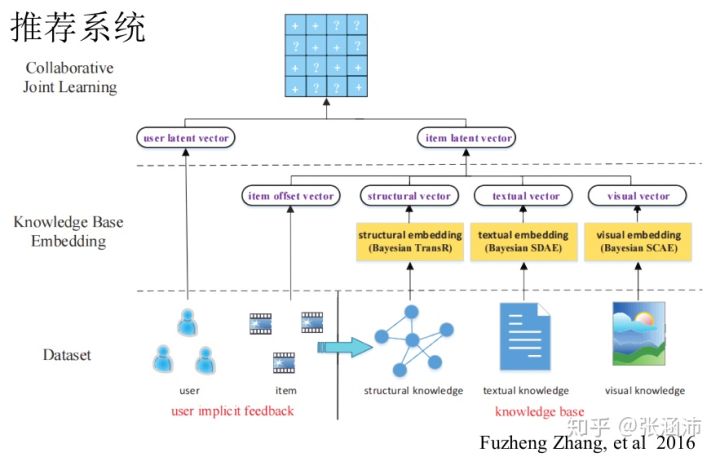 推荐系统
Collaborative
Joint Learning
+ + ? ?
? + ? +
+ + ? +
+ ? + ?
user latent vector
item latent vector
Knowledge Base
Embedding
item offset vector
structural vector
textual vector
visual vector
structural embedding
(Bayesian TransR)
textual embedding
(Bayesian SDAE)
visual embedding
(Bayesian SCAE)
Dataset
user
item
structural knowledge
textual knowledge
visual knowledge
user implicit feedback
knowledge base
知乎 @张涵沛
Fuzheng Zhang, et al 2016